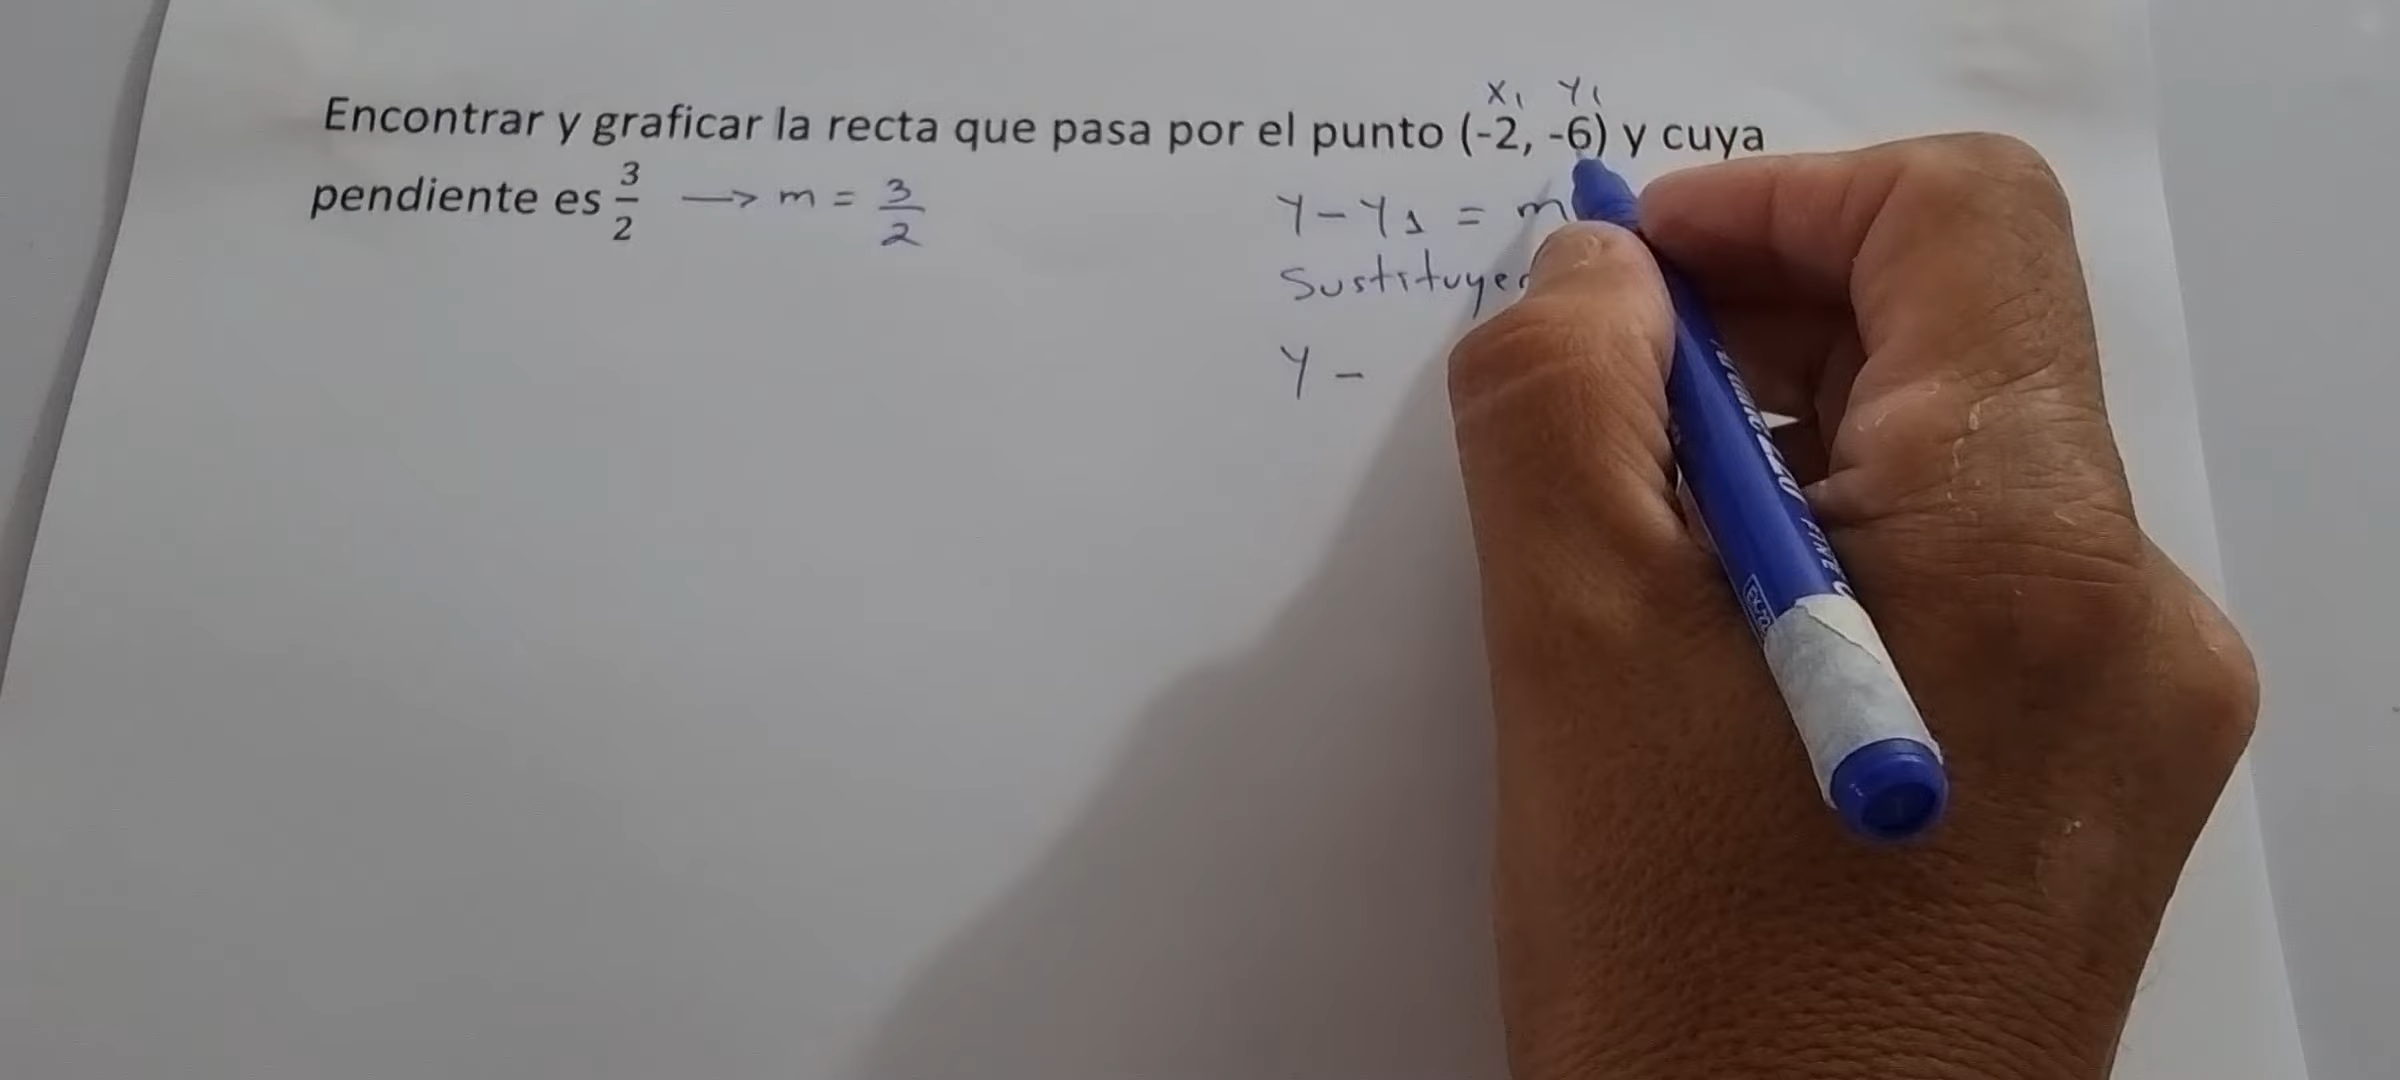 X₁ Y₁
Encontrar y graficar la recta que pasa por el punto (-2, -6) y cuya
pendiente es 3/2 → m = 3/2
Y - Y₁ = m
Y -
FINE